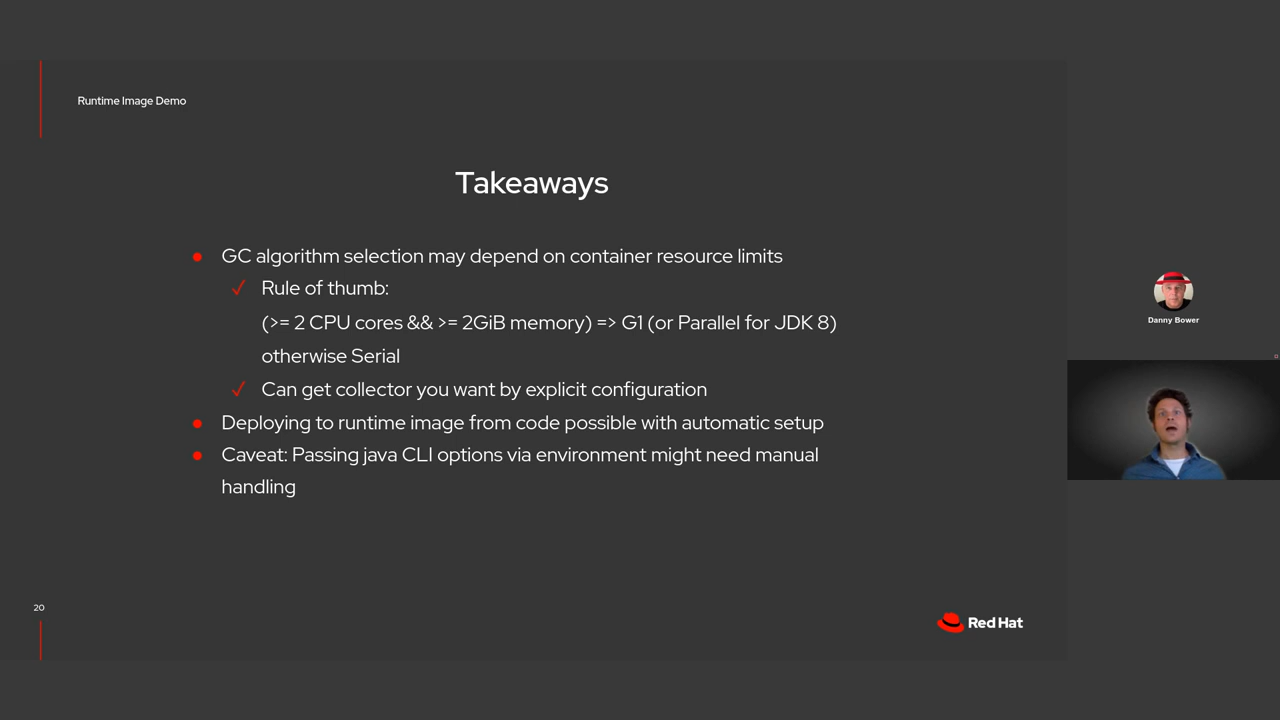 Runtime Image Demo
Takeaways
● GC algorithm selection may depend on container resource limits
✓ Rule of thumb:
(>= 2 CPU cores && >= 2GiB memory) => G1 (or Parallel for JDK 8)
otherwise Serial
✓ Can get collector you want by explicit configuration
● Deploying to runtime image from code possible with automatic setup
● Caveat: Passing java CLI options via environment might need manual
handling
Danny Bower
20
Red Hat